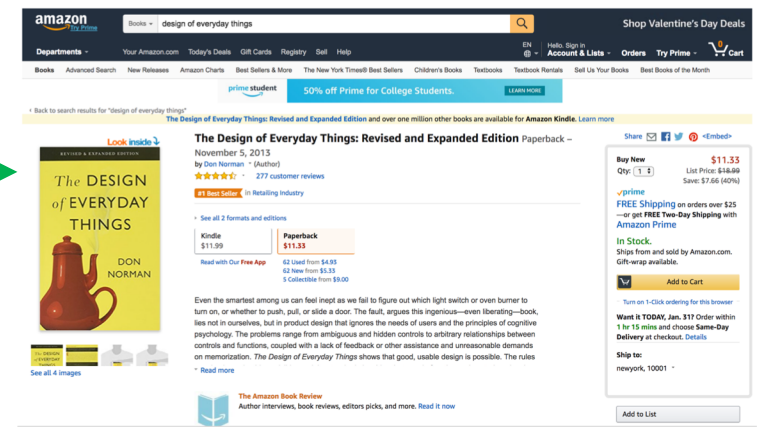 amazon
Try Prime
Books
design of everyday things
Shop Valentine's Day Deals
Departments
Your Amazon.com Today's Deals Gift Cards Registry Sell Help
EN
Hello, Sign in
Account & Lists
Orders
Try Prime
0
Cart
Books Advanced Search New Releases Amazon Charts Best Sellers & More The New York Times® Best Sellers Children's Books Textbooks Textbook Rentals Sell Us Your Books Best Books of the Month
prime student
50% off Prime for College Students.
LEARN MORE
‹ Back to search results for "design of everyday things"
The Design of Everyday Things: Revised and Expanded Edition and over one million other books are available for Amazon Kindle. Learn more
Look inside
REVISED & EXPANDED EDITION
The DESIGN
of EVERYDAY
THINGS
DON
NORMAN
See all 4 images
The Design of Everyday Things: Revised and Expanded Edition Paperback –
November 5, 2013
by Don Norman (Author)
277 customer reviews
#1 Best Seller in Retailing Industry
See all 2 formats and editions
Kindle
$11.99
Paperback
$11.33
Read with Our Free App
62 Used from $4.93
62 New from $5.33
5 Collectible from $9.00
Even the smartest among us can feel inept as we fail to figure out which light switch or oven burner to
turn on, or whether to push, pull, or slide a door. The fault, argues this ingenious—even liberating—book,
lies not in ourselves, but in product design that ignores the needs of users and the principles of cognitive
psychology. The problems range from ambiguous and hidden controls to arbitrary relationships between
controls and functions, coupled with a lack of feedback or other assistance and unreasonable demands
on memorization. The Design of Everyday Things shows that good, usable design is possible. The rules
Read more
The Amazon Book Review
Author interviews, book reviews, editors picks, and more. Read it now
Share <Embed>
Buy New $11.33
Qty: 1 List Price: $18.99
Save: $7.66 (40%)
prime
FREE Shipping on orders over $25
—or get FREE Two-Day Shipping with
Amazon Prime
In Stock.
Ships from and sold by Amazon.com.
Gift-wrap available.
Add to Cart
Turn on 1-Click ordering for this browser
Want it TODAY, Jan. 31? Order within
1 hr 15 mins and choose Same-Day
Delivery at checkout. Details
Ship to:
newyork, 10001
Add to List